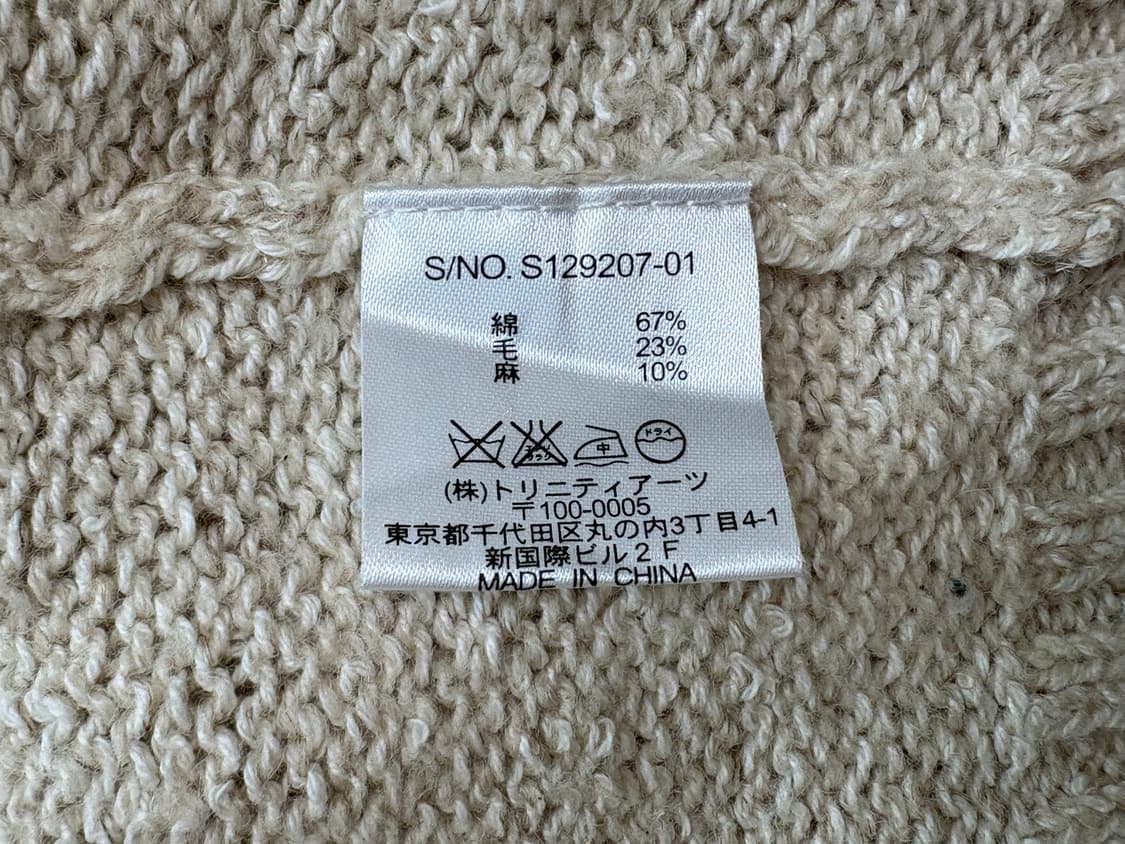 S/NO. S129207-01
綿 67%
毛 23%
麻 10%
中 ドライ
(株)トリニティアーツ
〒100-0005
東京都千代田区丸の内3丁目4-1
新国際ビル2F
MADE IN CHINA